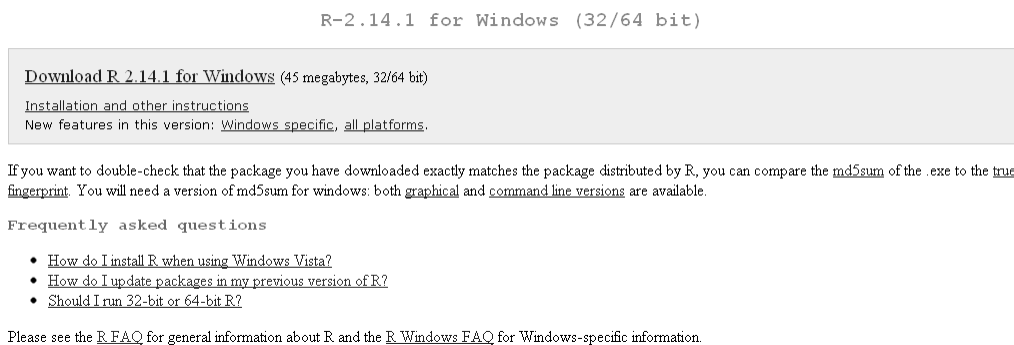 R-2.14.1 for Windows (32/64 bit)
Download R 2.14.1 for Windows (45 megabytes, 32/64 bit)
Installation and other instructions
New features in this version: Windows specific, all platforms.
If you want to double-check that the package you have downloaded exactly matches the package distributed by R, you can compare the md5sum of the .exe to the true
fingerprint. You will need a version of md5sum for windows: both graphical and command line versions are available.
Frequently asked questions
• How do I install R when using Windows Vista?
• How do I update packages in my previous version of R?
• Should I run 32-bit or 64-bit R?
Please see the R FAQ for general information about R and the R Windows FAQ for Windows-specific information.